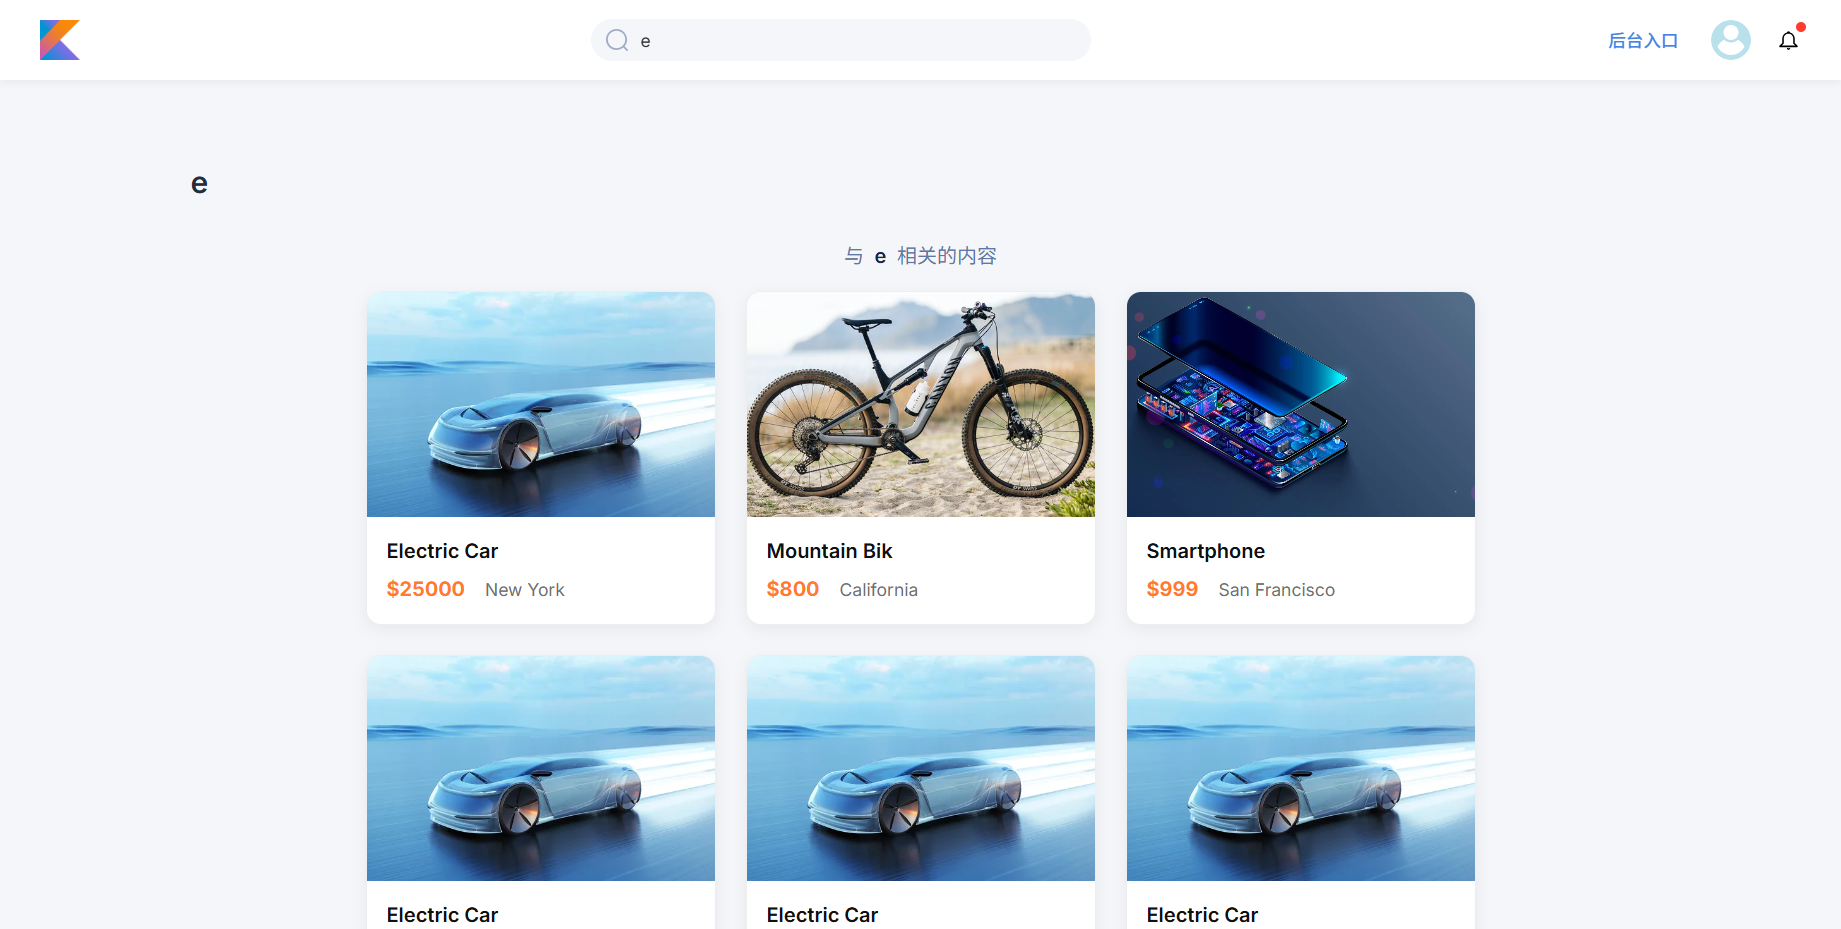 e
后台入口
e
与 e 相关的内容
Electric Car
$25000 New York
Mountain Bik
$800 California
Smartphone
$999 San Francisco
Electric Car
Electric Car
Electric Car